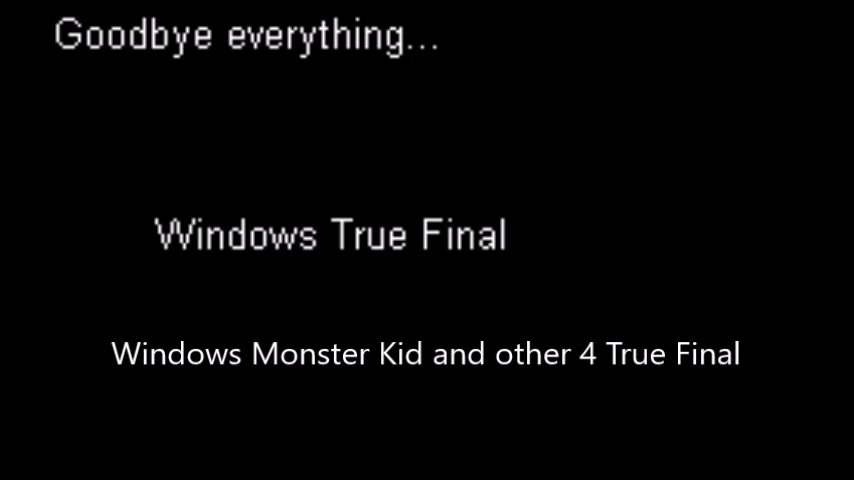 Goodbye everything...
Windows True Final
Windows Monster Kid and other 4 True Final